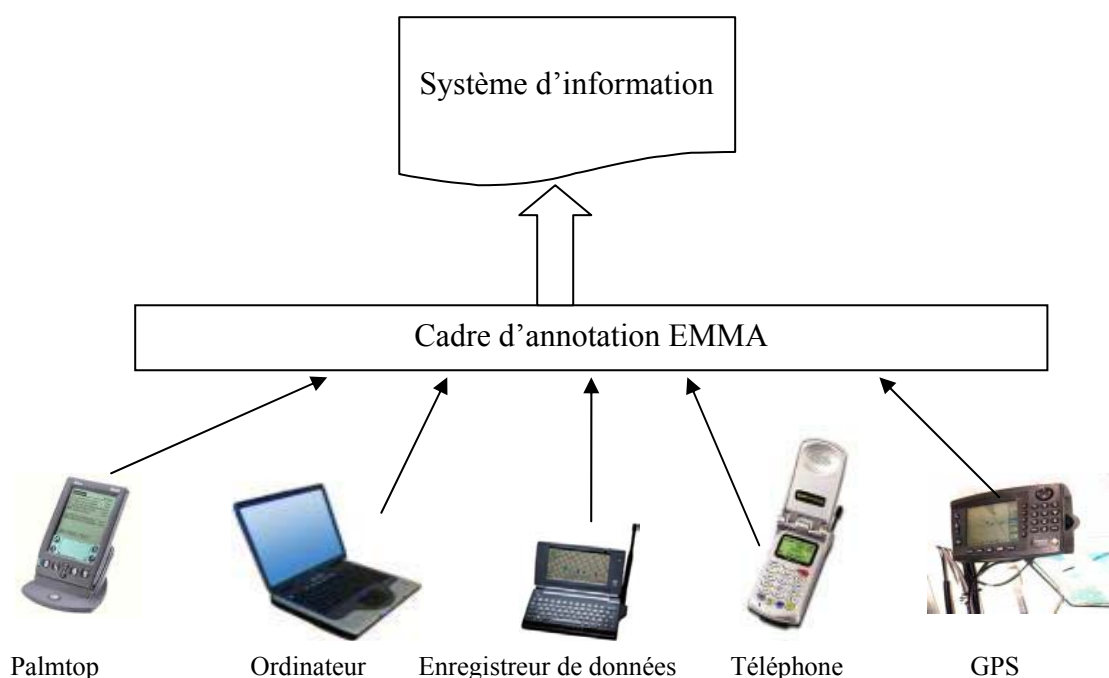 Système d’information
Cadre d’annotation EMMA
Palmtop Ordinateur Enregistreur de données Téléphone GPS